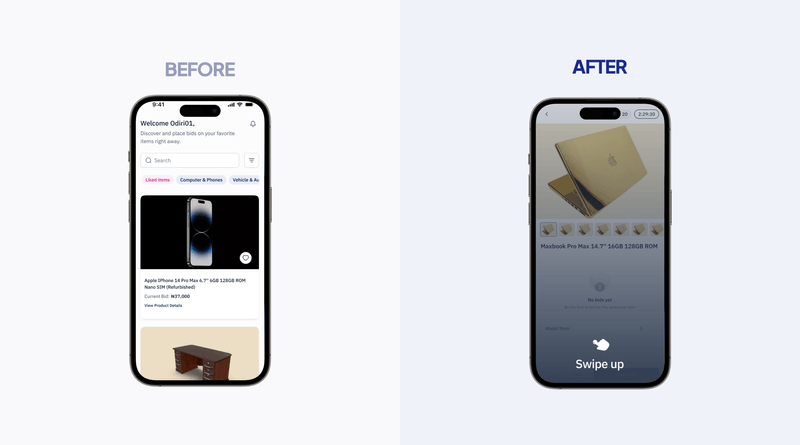 BEFORE
9:41
Welcome Odiri01,
Discover and place bids on your favorite
items right away.
Search
Liked Items
Computer & Phones
Vehicle & Au
Apple IPhone 14 Pro Max 6.7" 6GB 128GB ROM
Nano SIM (Refurbished)
Current Bid: ₦37,000
View Product Details
AFTER
20
2:29:30
Maxbook Pro Max 14.7" 16GB 128GB ROM
No bids yet
Swipe up